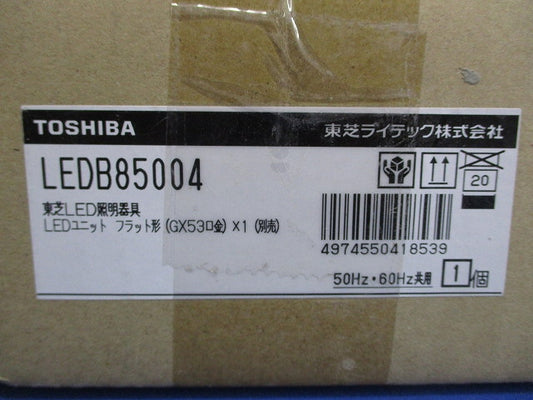 TOSHIBA 東芝ライテック株式会社
LEDB85004
20
東芝LED照明器具
LEDユニット フラット形(GX53口金)×1(別売)
4974550418539
50Hz・60Hz共用 1個